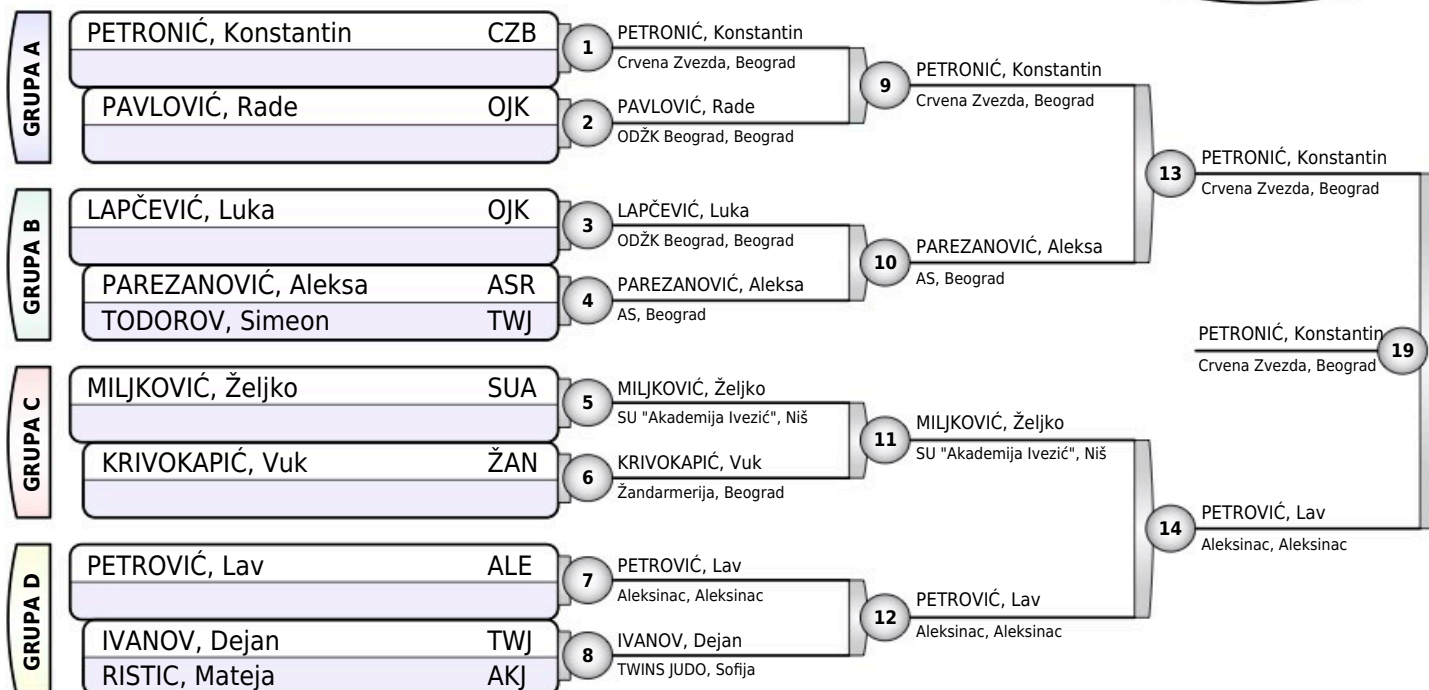 GRUPA A
PETRONIĆ, Konstantin CZB
PAVLOVIĆ, Rade OJK
GRUPA B
LAPČEVIĆ, Luka OJK
PAREZANOVIĆ, Aleksa ASR
TODOROV, Simeon TWJ
GRUPA C
MILJKOVIĆ, Željko SUA
KRIVOKAPIĆ, Vuk ŽAN
GRUPA D
PETROVIĆ, Lav ALE
IVANOV, Dejan TWJ
RISTIC, Mateja AKJ
1
PETRONIĆ, Konstantin
Crvena Zvezda, Beograd
2
PAVLOVIĆ, Rade
ODŽK Beograd, Beograd
3
LAPČEVIĆ, Luka
ODŽK Beograd, Beograd
4
PAREZANOVIĆ, Aleksa
AS, Beograd
5
MILJKOVIĆ, Željko
SU "Akademija Ivezić", Niš
6
KRIVOKAPIĆ, Vuk
Žandarmerija, Beograd
7
PETROVIĆ, Lav
Aleksinac, Aleksinac
8
IVANOV, Dejan
TWINS JUDO, Sofija
9
PETRONIĆ, Konstantin
Crvena Zvezda, Beograd
10
PAREZANOVIĆ, Aleksa
AS, Beograd
11
MILJKOVIĆ, Željko
SU "Akademija Ivezić", Niš
12
PETROVIĆ, Lav
Aleksinac, Aleksinac
13
PETRONIĆ, Konstantin
Crvena Zvezda, Beograd
14
PETROVIĆ, Lav
Aleksinac, Aleksinac
PETRONIĆ, Konstantin
Crvena Zvezda, Beograd
19